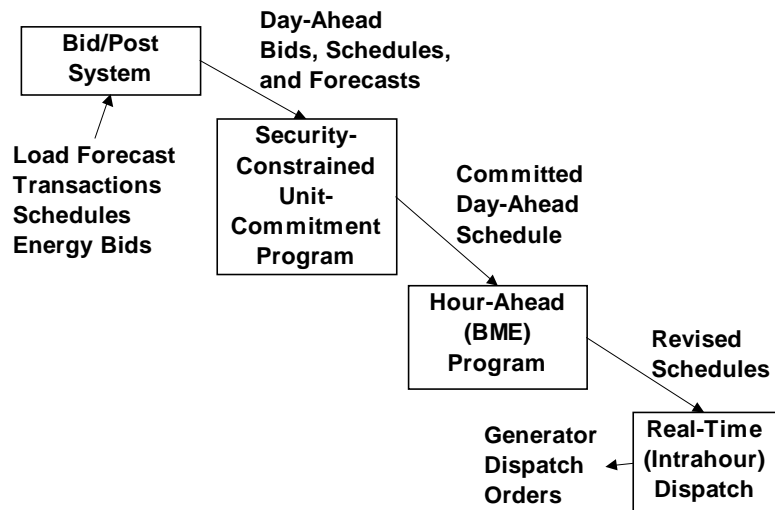 Bid/Post
System
Day-Ahead
Bids, Schedules,
and Forecasts
Load Forecast
Transactions
Schedules
Energy Bids
Security-
Constrained
Unit-
Commitment
Program
Committed
Day-Ahead
Schedule
Hour-Ahead
(BME)
Program
Revised
Schedules
Real-Time
(Intrahour)
Dispatch
Generator
Dispatch
Orders